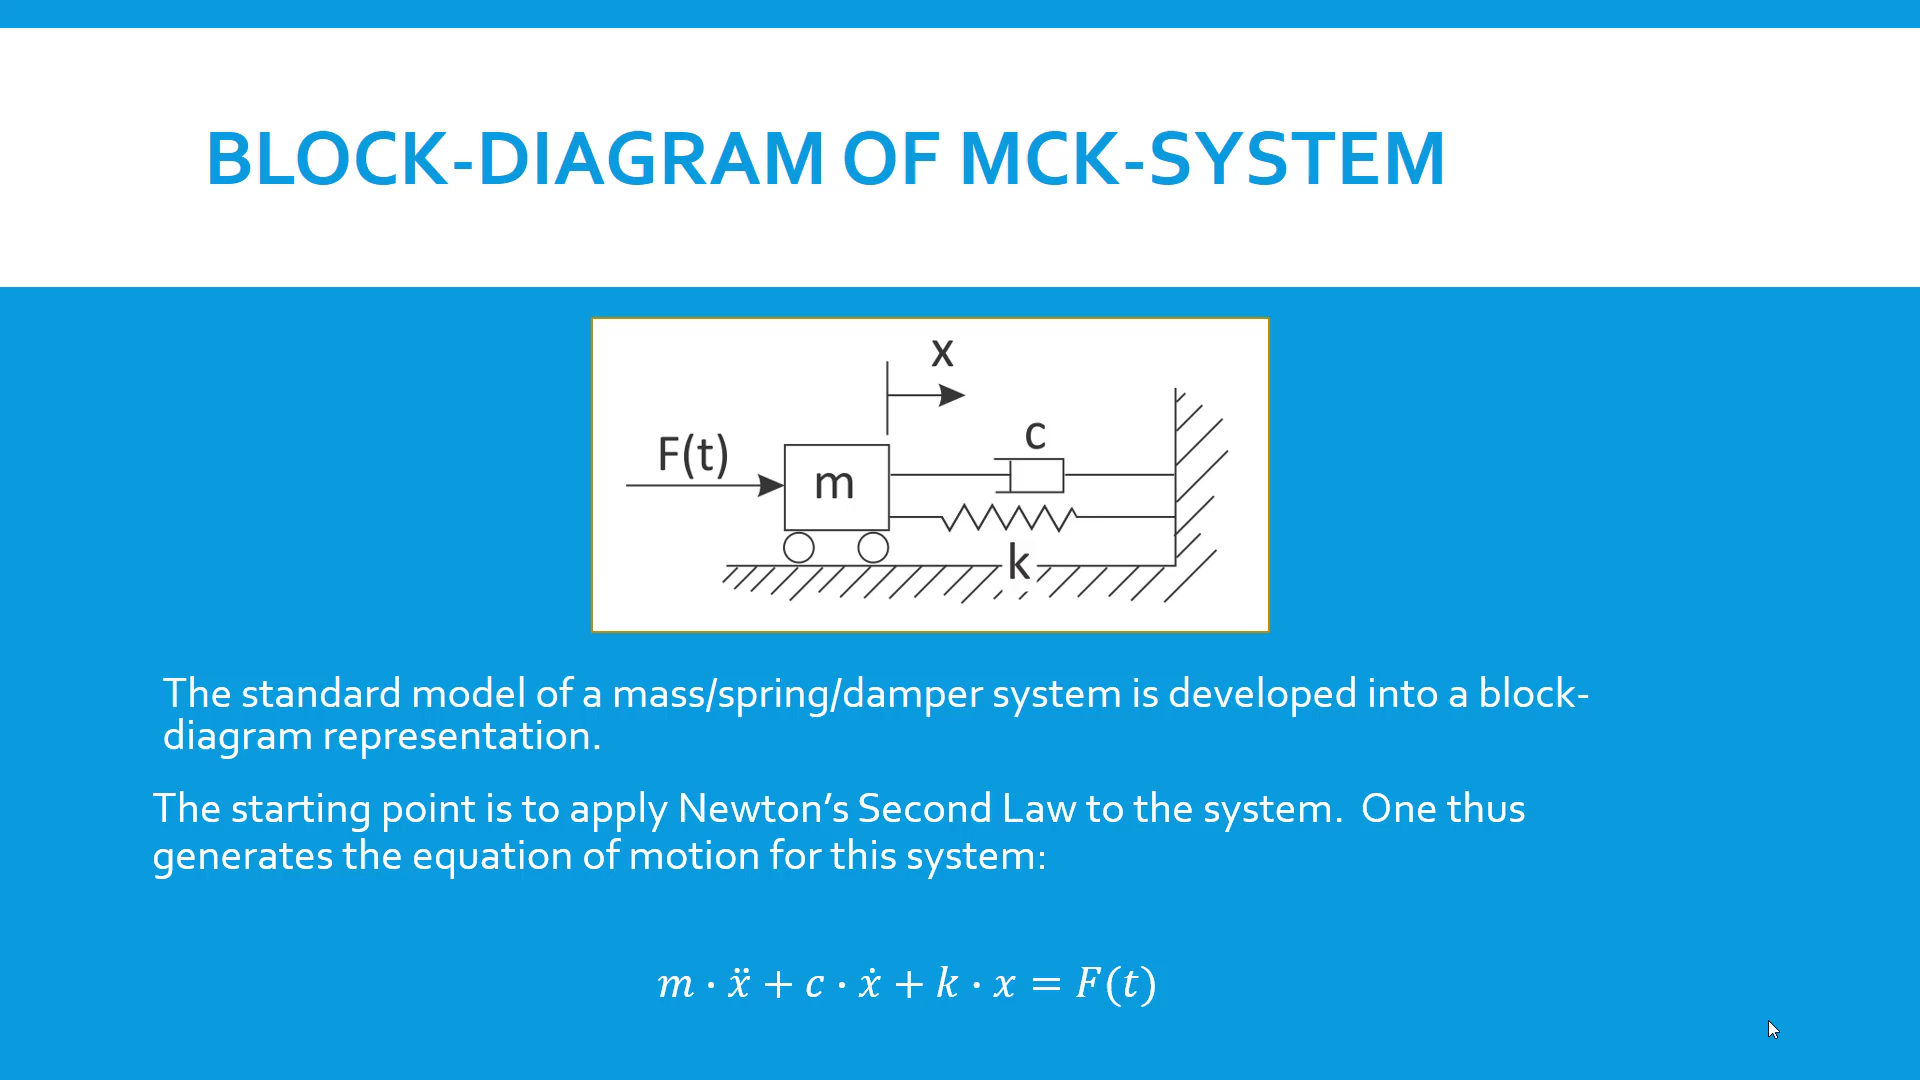 BLOCK-DIAGRAM OF MCK-SYSTEM
x
F(t)
c
m
k
The standard model of a mass/spring/damper system is developed into a block-
diagram representation.
The starting point is to apply Newton’s Second Law to the system.  One thus
generates the equation of motion for this system:
m · ẍ + c · ẋ + k · x = F(t)